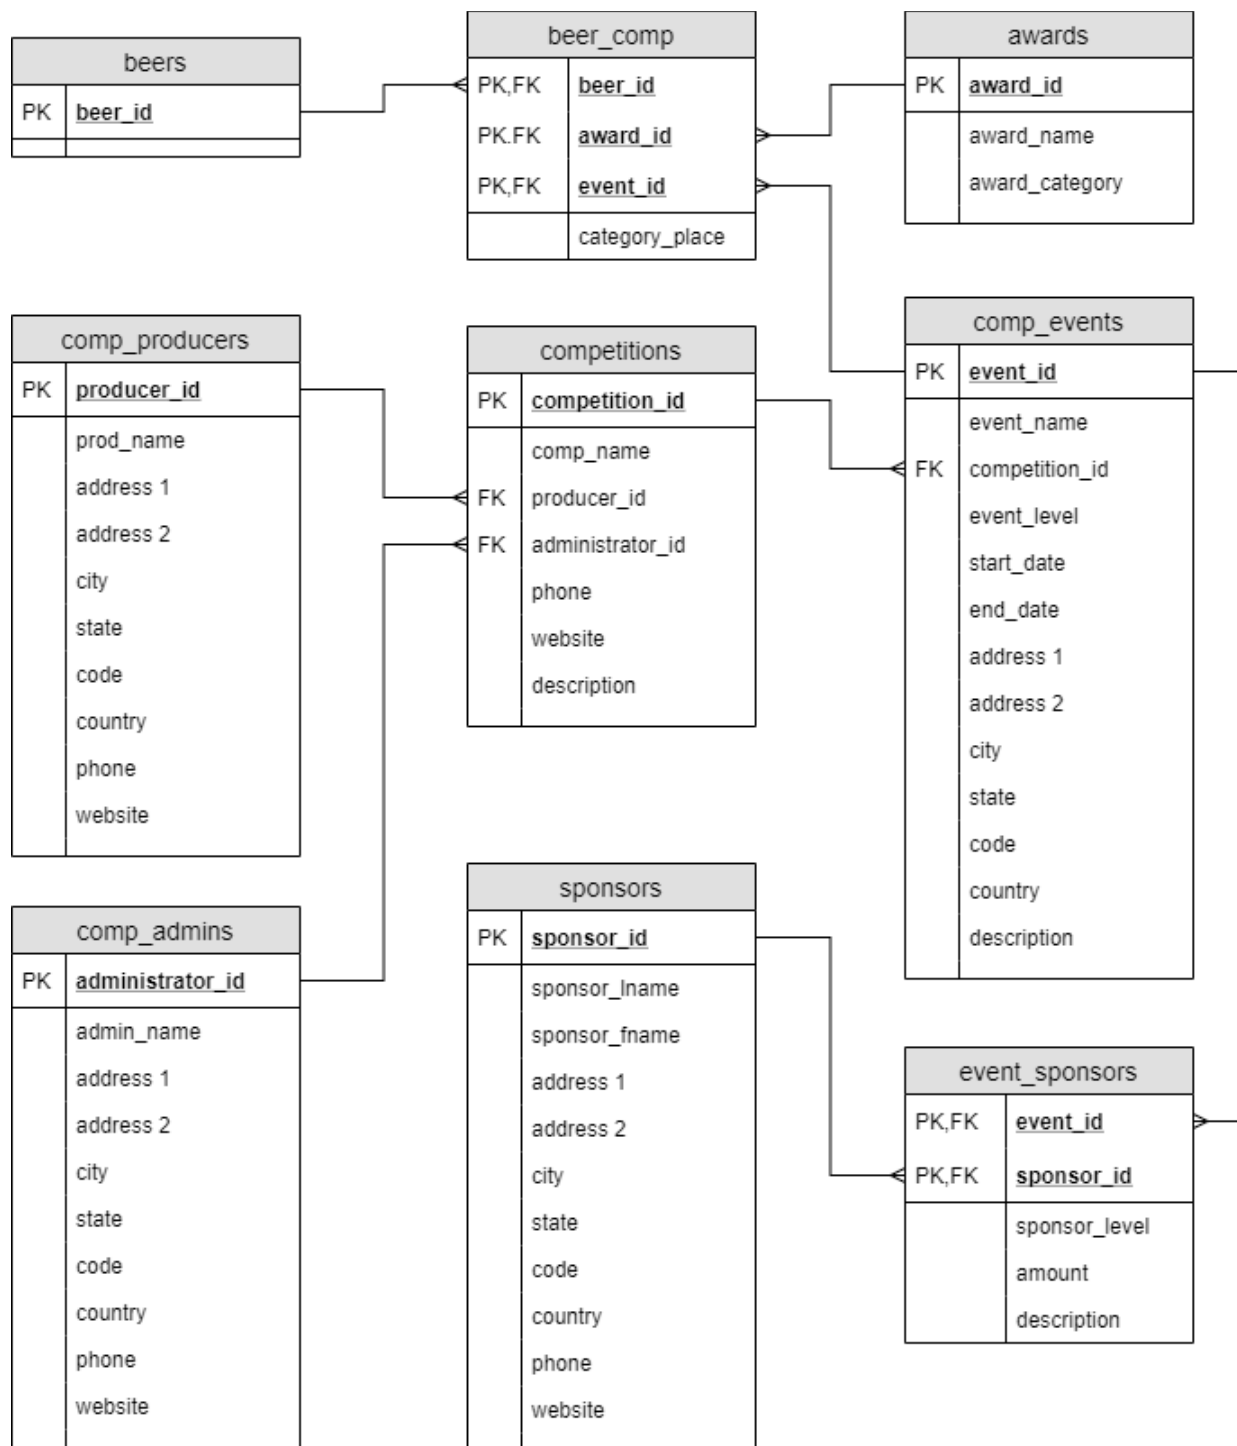 beers
PK beer_id
beer_comp
PK,FK beer_id
PK.FK award_id
PK,FK event_id
category_place
awards
PK award_id
award_name
award_category
comp_producers
PK producer_id
prod_name
address 1
address 2
city
state
code
country
phone
website
competitions
PK competition_id
comp_name
FK producer_id
FK administrator_id
phone
website
description
comp_events
PK event_id
event_name
FK competition_id
event_level
start_date
end_date
address 1
address 2
city
state
code
country
description
comp_admins
PK administrator_id
admin_name
address 1
address 2
city
state
code
country
phone
website
sponsors
PK sponsor_id
sponsor_lname
sponsor_fname
address 1
address 2
city
state
code
country
phone
website
event_sponsors
PK,FK event_id
PK,FK sponsor_id
sponsor_level
amount
description